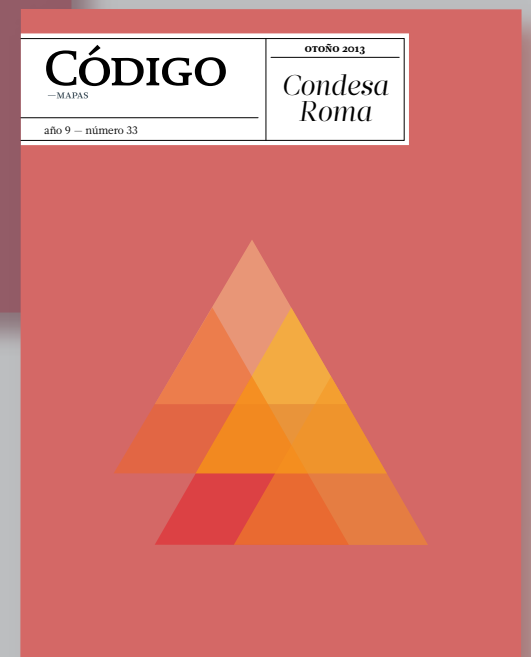 CÓDIGO
—MAPAS
año 9 — número 33
OTOÑO 2013
Condesa
Roma